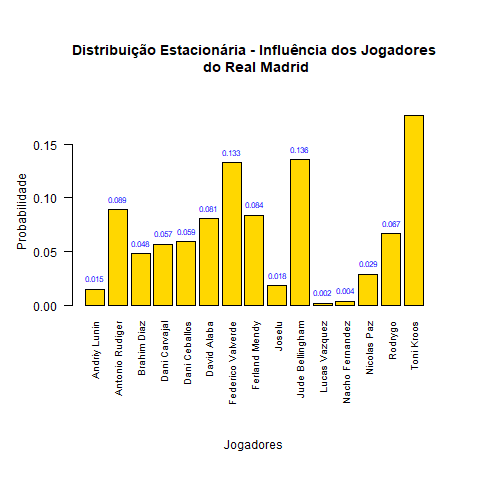 Distribuição Estacionária - Influência dos Jogadores
do Real Madrid
Probabilidade
0.15
0.10
0.05
0.00
0.015
0.089
0.048
0.057
0.059
0.081
0.133
0.084
0.018
0.136
0.002
0.004
0.029
0.067
Andriy Lunin
Antonio Rudiger
Brahim Diaz
Dani Carvajal
Dani Ceballos
David Alaba
Federico Valverde
Ferland Mendy
Joselu
Jude Bellingham
Lucas Vazquez
Nacho Fernandez
Nicolas Paz
Rodrygo
Toni Kroos
Jogadores